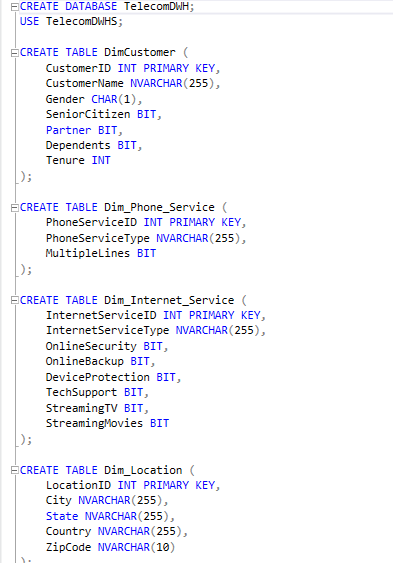 CREATE DATABASE TelecomDWH;
USE TelecomDWHS;
CREATE TABLE DimCustomer (
CustomerID INT PRIMARY KEY,
CustomerName NVARCHAR(255),
Gender CHAR(1),
SeniorCitizen BIT,
Partner BIT,
Dependents BIT,
Tenure INT
);
CREATE TABLE Dim_Phone_Service (
PhoneServiceID INT PRIMARY KEY,
PhoneServiceType NVARCHAR(255),
MultipleLines BIT
);
CREATE TABLE Dim_Internet_Service (
InternetServiceID INT PRIMARY KEY,
InternetServiceType NVARCHAR(255),
OnlineSecurity BIT,
OnlineBackup BIT,
DeviceProtection BIT,
TechSupport BIT,
StreamingTV BIT,
StreamingMovies BIT
);
CREATE TABLE Dim_Location (
LocationID INT PRIMARY KEY,
City NVARCHAR(255),
State NVARCHAR(255),
Country NVARCHAR(255),
ZipCode NVARCHAR(10)
);